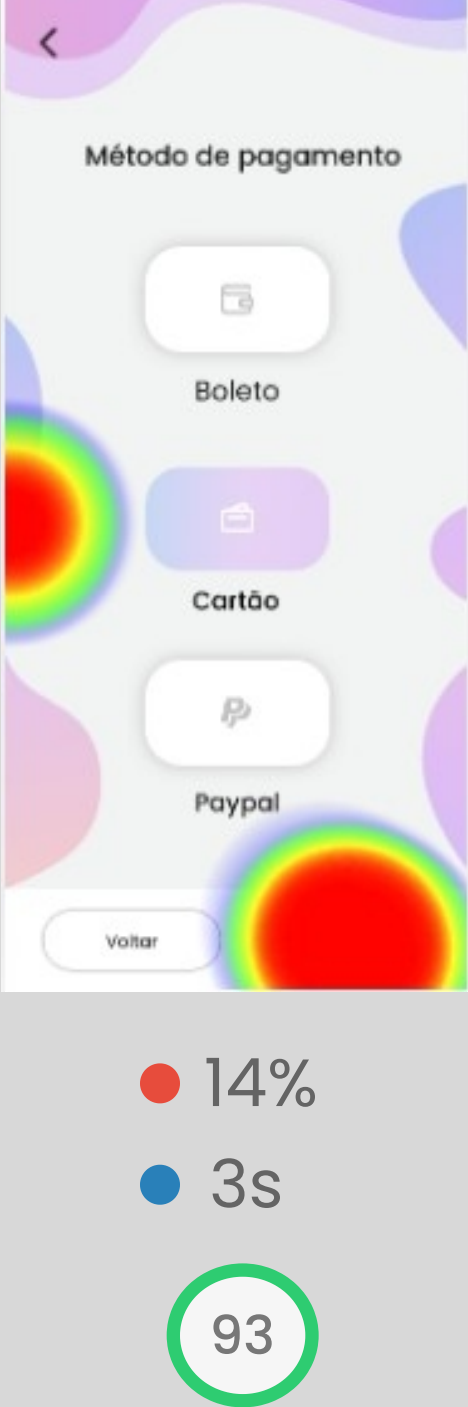 Método de pagamento
Boleto
Cartão
Paypal
Voltar
14%
3s
93